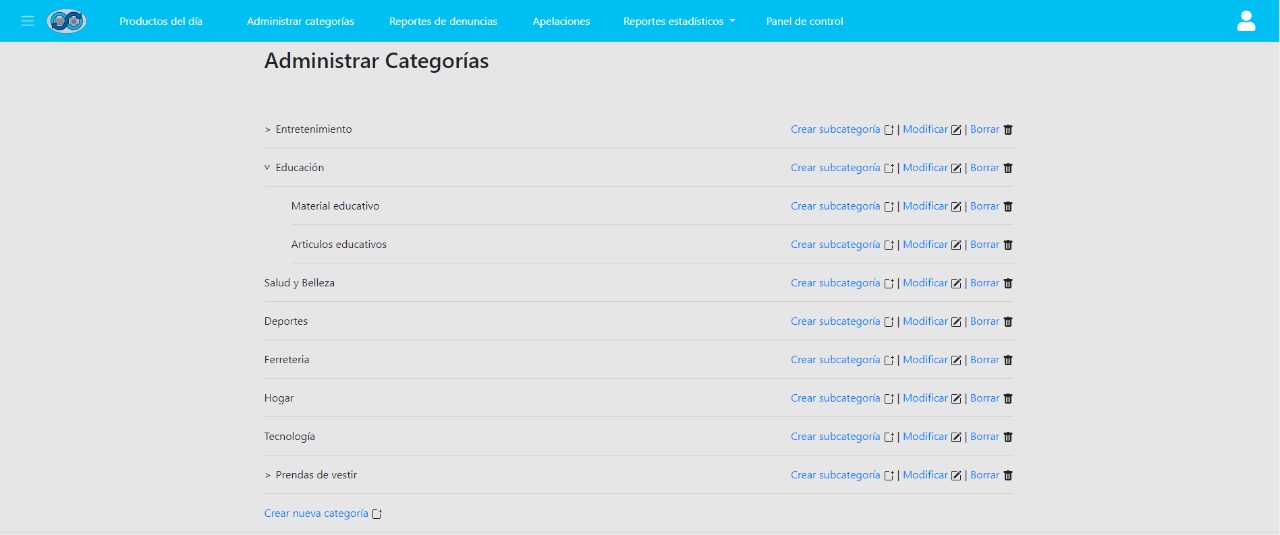 Productos del día Administrar categorías Reportes de denuncias Apelaciones Reportes estadísticos Panel de control
Administrar Categorías
> Entretenimiento Crear subcategoría | Modificar | Borrar
v Educación Crear subcategoría | Modificar | Borrar
Material educativo Crear subcategoría | Modificar | Borrar
Articulos educativos Crear subcategoría | Modificar | Borrar
Salud y Belleza Crear subcategoría | Modificar | Borrar
Deportes Crear subcategoría | Modificar | Borrar
Ferreteria Crear subcategoría | Modificar | Borrar
Hogar Crear subcategoría | Modificar | Borrar
Tecnología Crear subcategoría | Modificar | Borrar
> Prendas de vestir Crear subcategoría | Modificar | Borrar
Crear nueva categoría